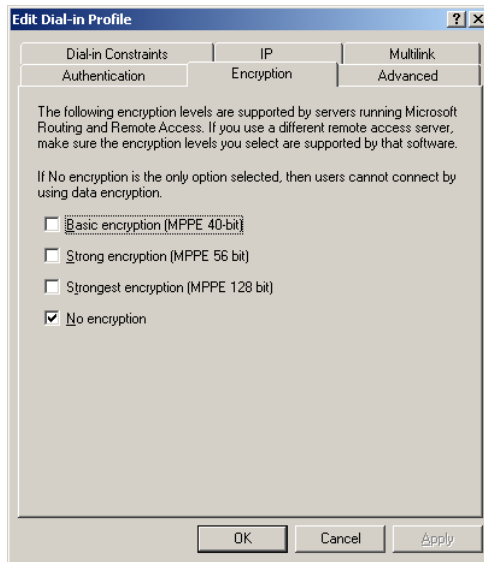 Edit Dial-in Profile
Dial-in Constraints IP Multilink
Authentication Encryption Advanced
The following encryption levels are supported by servers running Microsoft
Routing and Remote Access. If you use a different remote access server,
make sure the encryption levels you select are supported by that software.
If No encryption is the only option selected, then users cannot connect by
using data encryption.
Basic encryption (MPPE 40-bit)
Strong encryption (MPPE 56 bit)
Strongest encryption (MPPE 128 bit)
No encryption
OK Cancel Apply